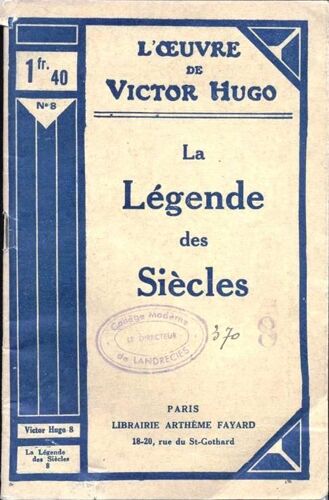 L'ŒUVRE
DE
VICTOR HUGO
1 fr. 40
N° 8
La
Légende
des
Siècles
Collège Moderne
LE DIRECTEUR
de LANDRECIES
370
8
PARIS
LIBRAIRIE ARTHÈME FAYARD
18-20, rue du St-Gothard
Victor Hugo 8
La Légende
des Siècles
8